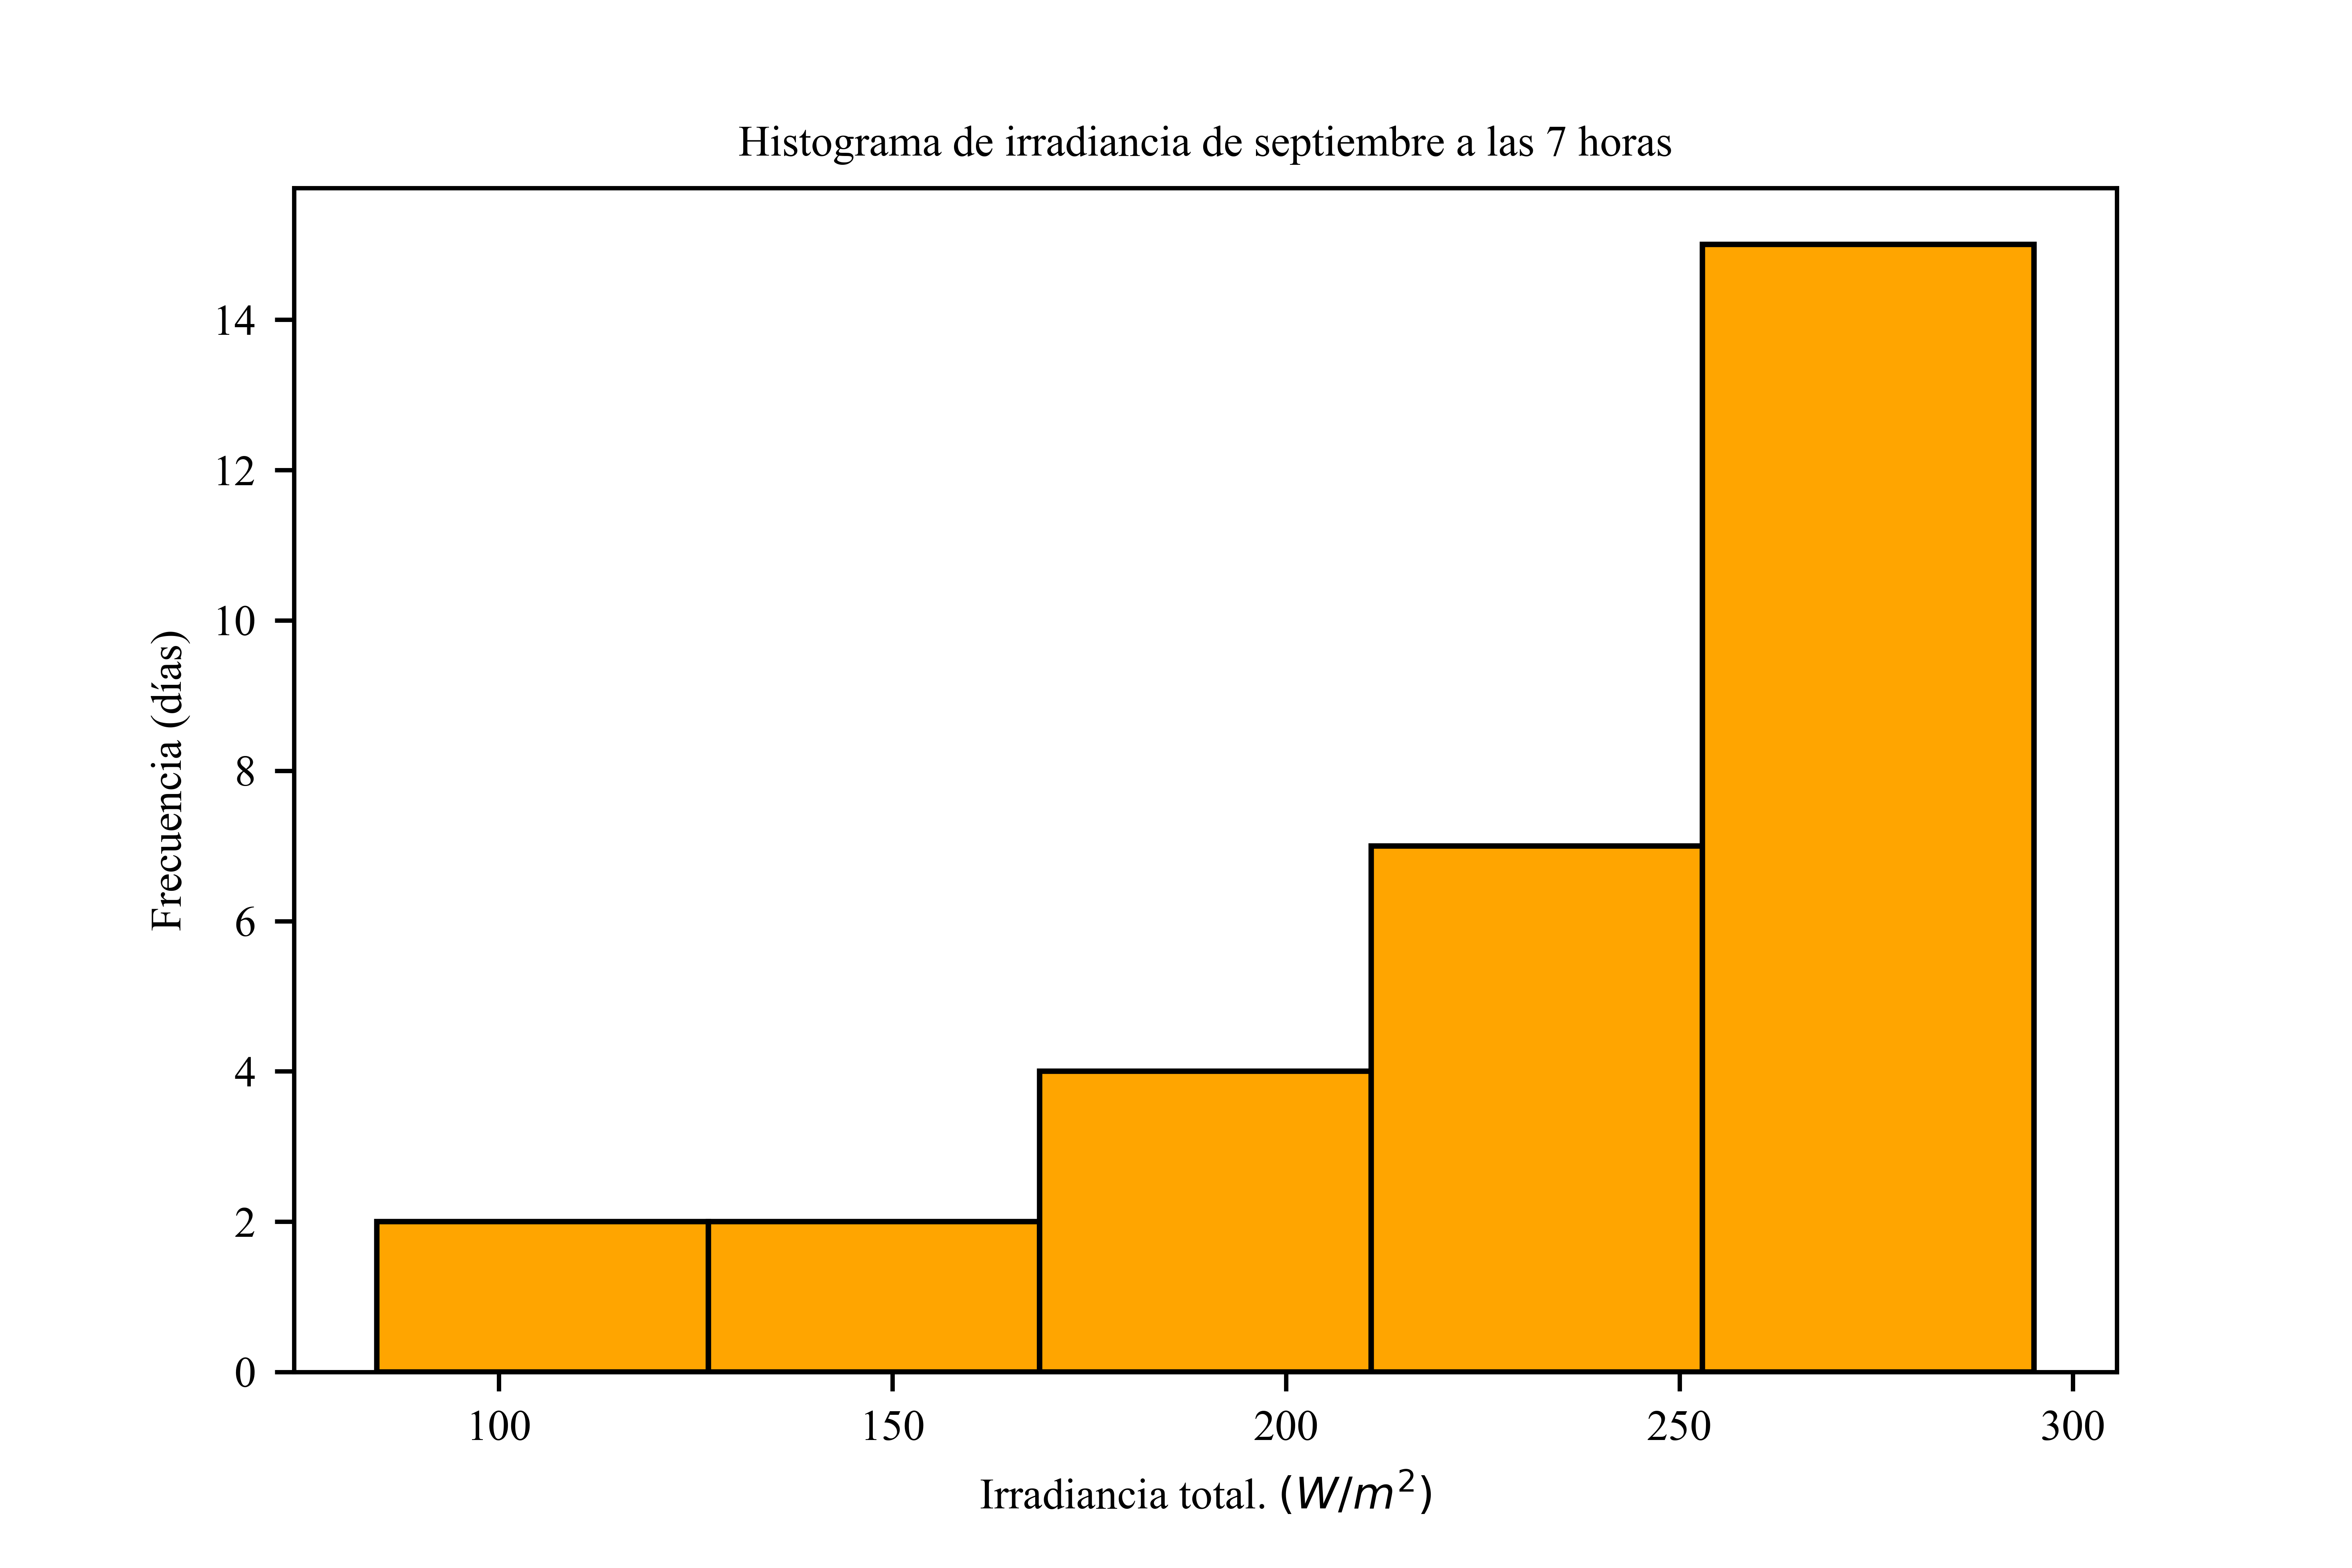 Histograma de irradiancia de septiembre a las 7 horas
Frecuencia (días)
14
12
10
8
6
4
2
0
100 150 200 250 300
Irradiancia total. (W/m²)